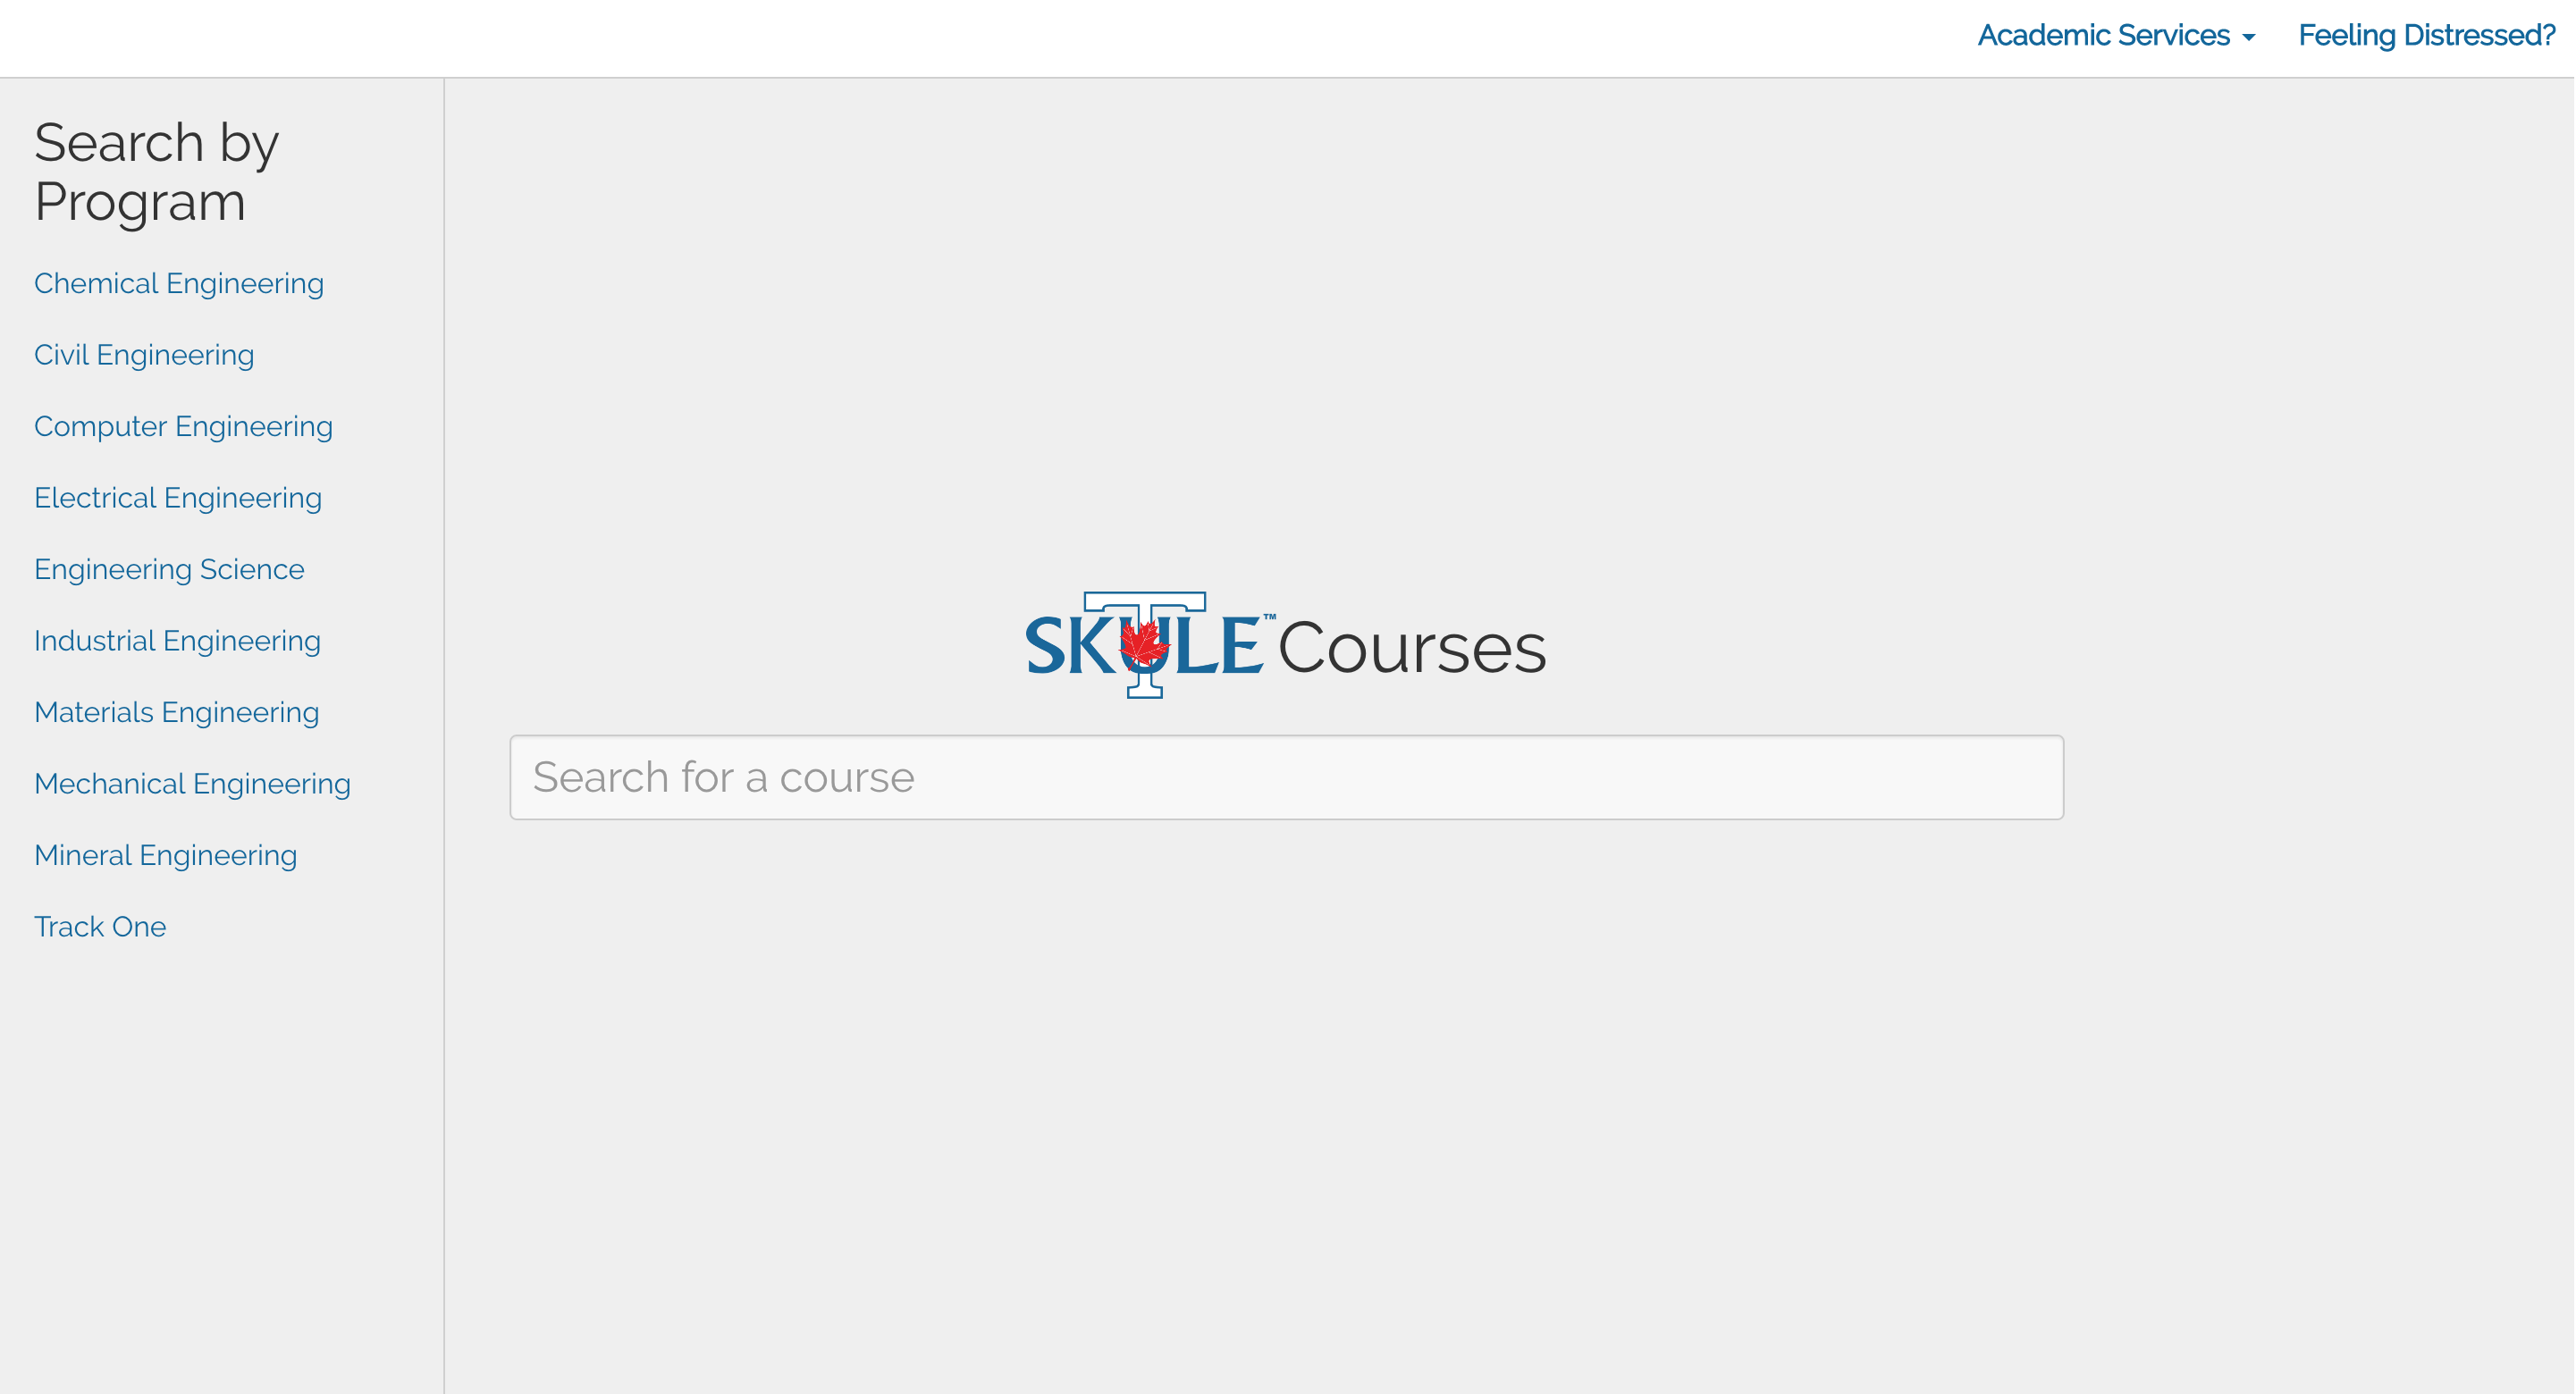 Academic Services
Feeling Distressed?
Search by
Program
Chemical Engineering
Civil Engineering
Computer Engineering
Electrical Engineering
Engineering Science
Industrial Engineering
Materials Engineering
Mechanical Engineering
Mineral Engineering
Track One
SKULE™ Courses
Search for a course